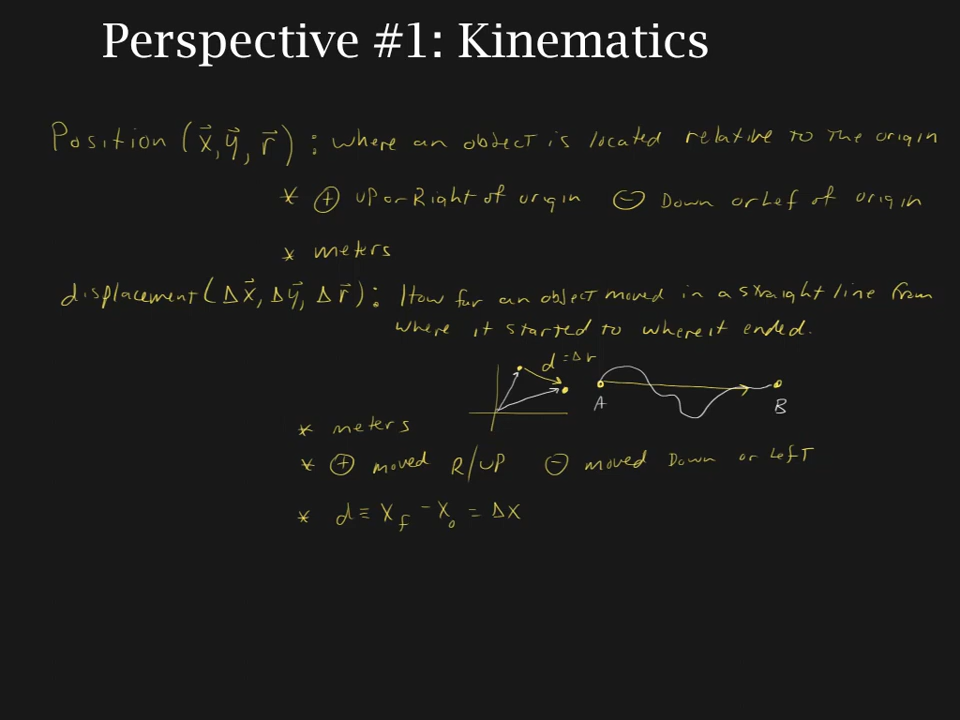 Perspective #1: Kinematics
Position (x⃗, y⃗, r⃗) : where an object is located relative to the origin
* ⊕ up or Right of origin ⊖ Down or Lef of origin
* meters
displacement (Δx⃗, Δy⃗, Δr⃗) : How far an object moved in a straight line from
where it started to where it ended.
d = Δr
A B
* meters
* ⊕ moved R/UP ⊖ moved Down or Left
* d ≡ X_f - X_0 = ΔX